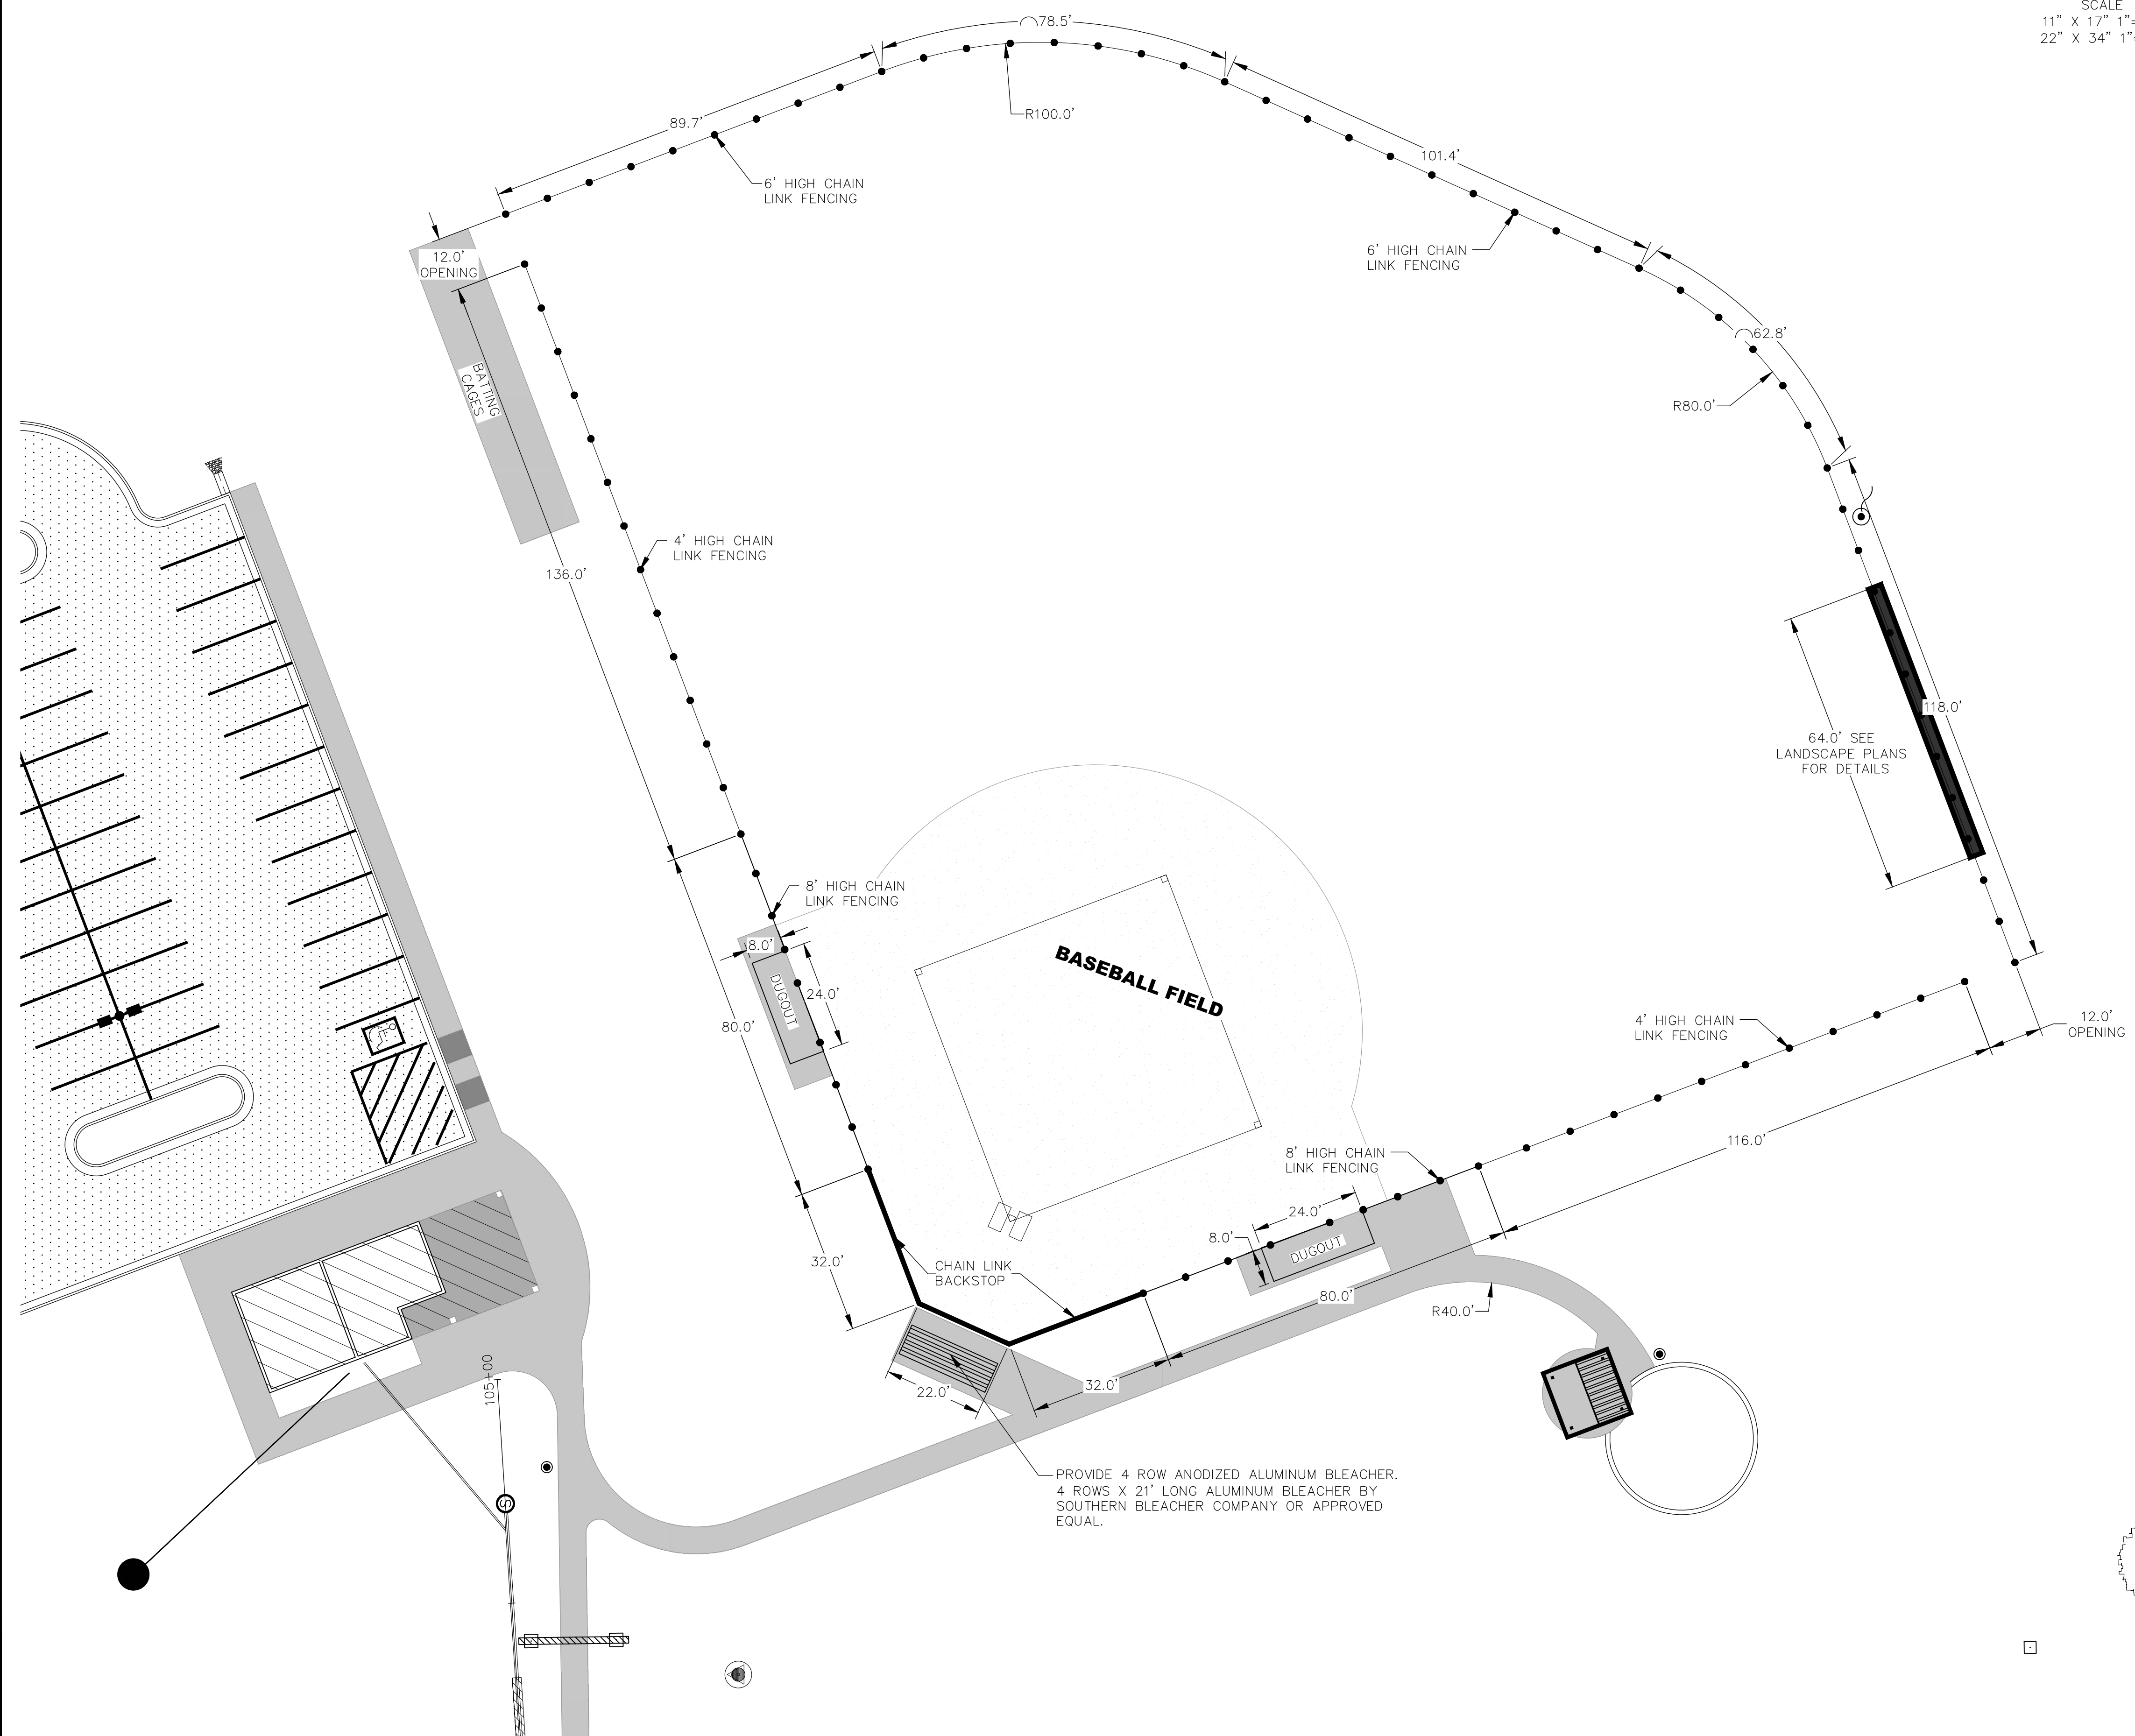 SCALE
11" X 17" 1"=
22" X 34" 1"=
78.5'
R100.0'
89.7'
101.4'
6' HIGH CHAIN
LINK FENCING
6' HIGH CHAIN
LINK FENCING
12.0'
OPENING
62.8'
R80.0'
BATTING
CAGES
4' HIGH CHAIN
LINK FENCING
136.0'
118.0'
64.0' SEE
LANDSCAPE PLANS
FOR DETAILS
8' HIGH CHAIN
LINK FENCING
8.0'
DUGOUT
24.0'
80.0'
BASEBALL FIELD
4' HIGH CHAIN
LINK FENCING
12.0'
OPENING
116.0'
8' HIGH CHAIN
LINK FENCING
24.0'
8.0'
DUGOUT
32.0'
CHAIN LINK
BACKSTOP
80.0'
R40.0'
22.0'
32.0'
105+00
S
PROVIDE 4 ROW ANODIZED ALUMINUM BLEACHER.
4 ROWS X 21' LONG ALUMINUM BLEACHER BY
SOUTHERN BLEACHER COMPANY OR APPROVED
EQUAL.